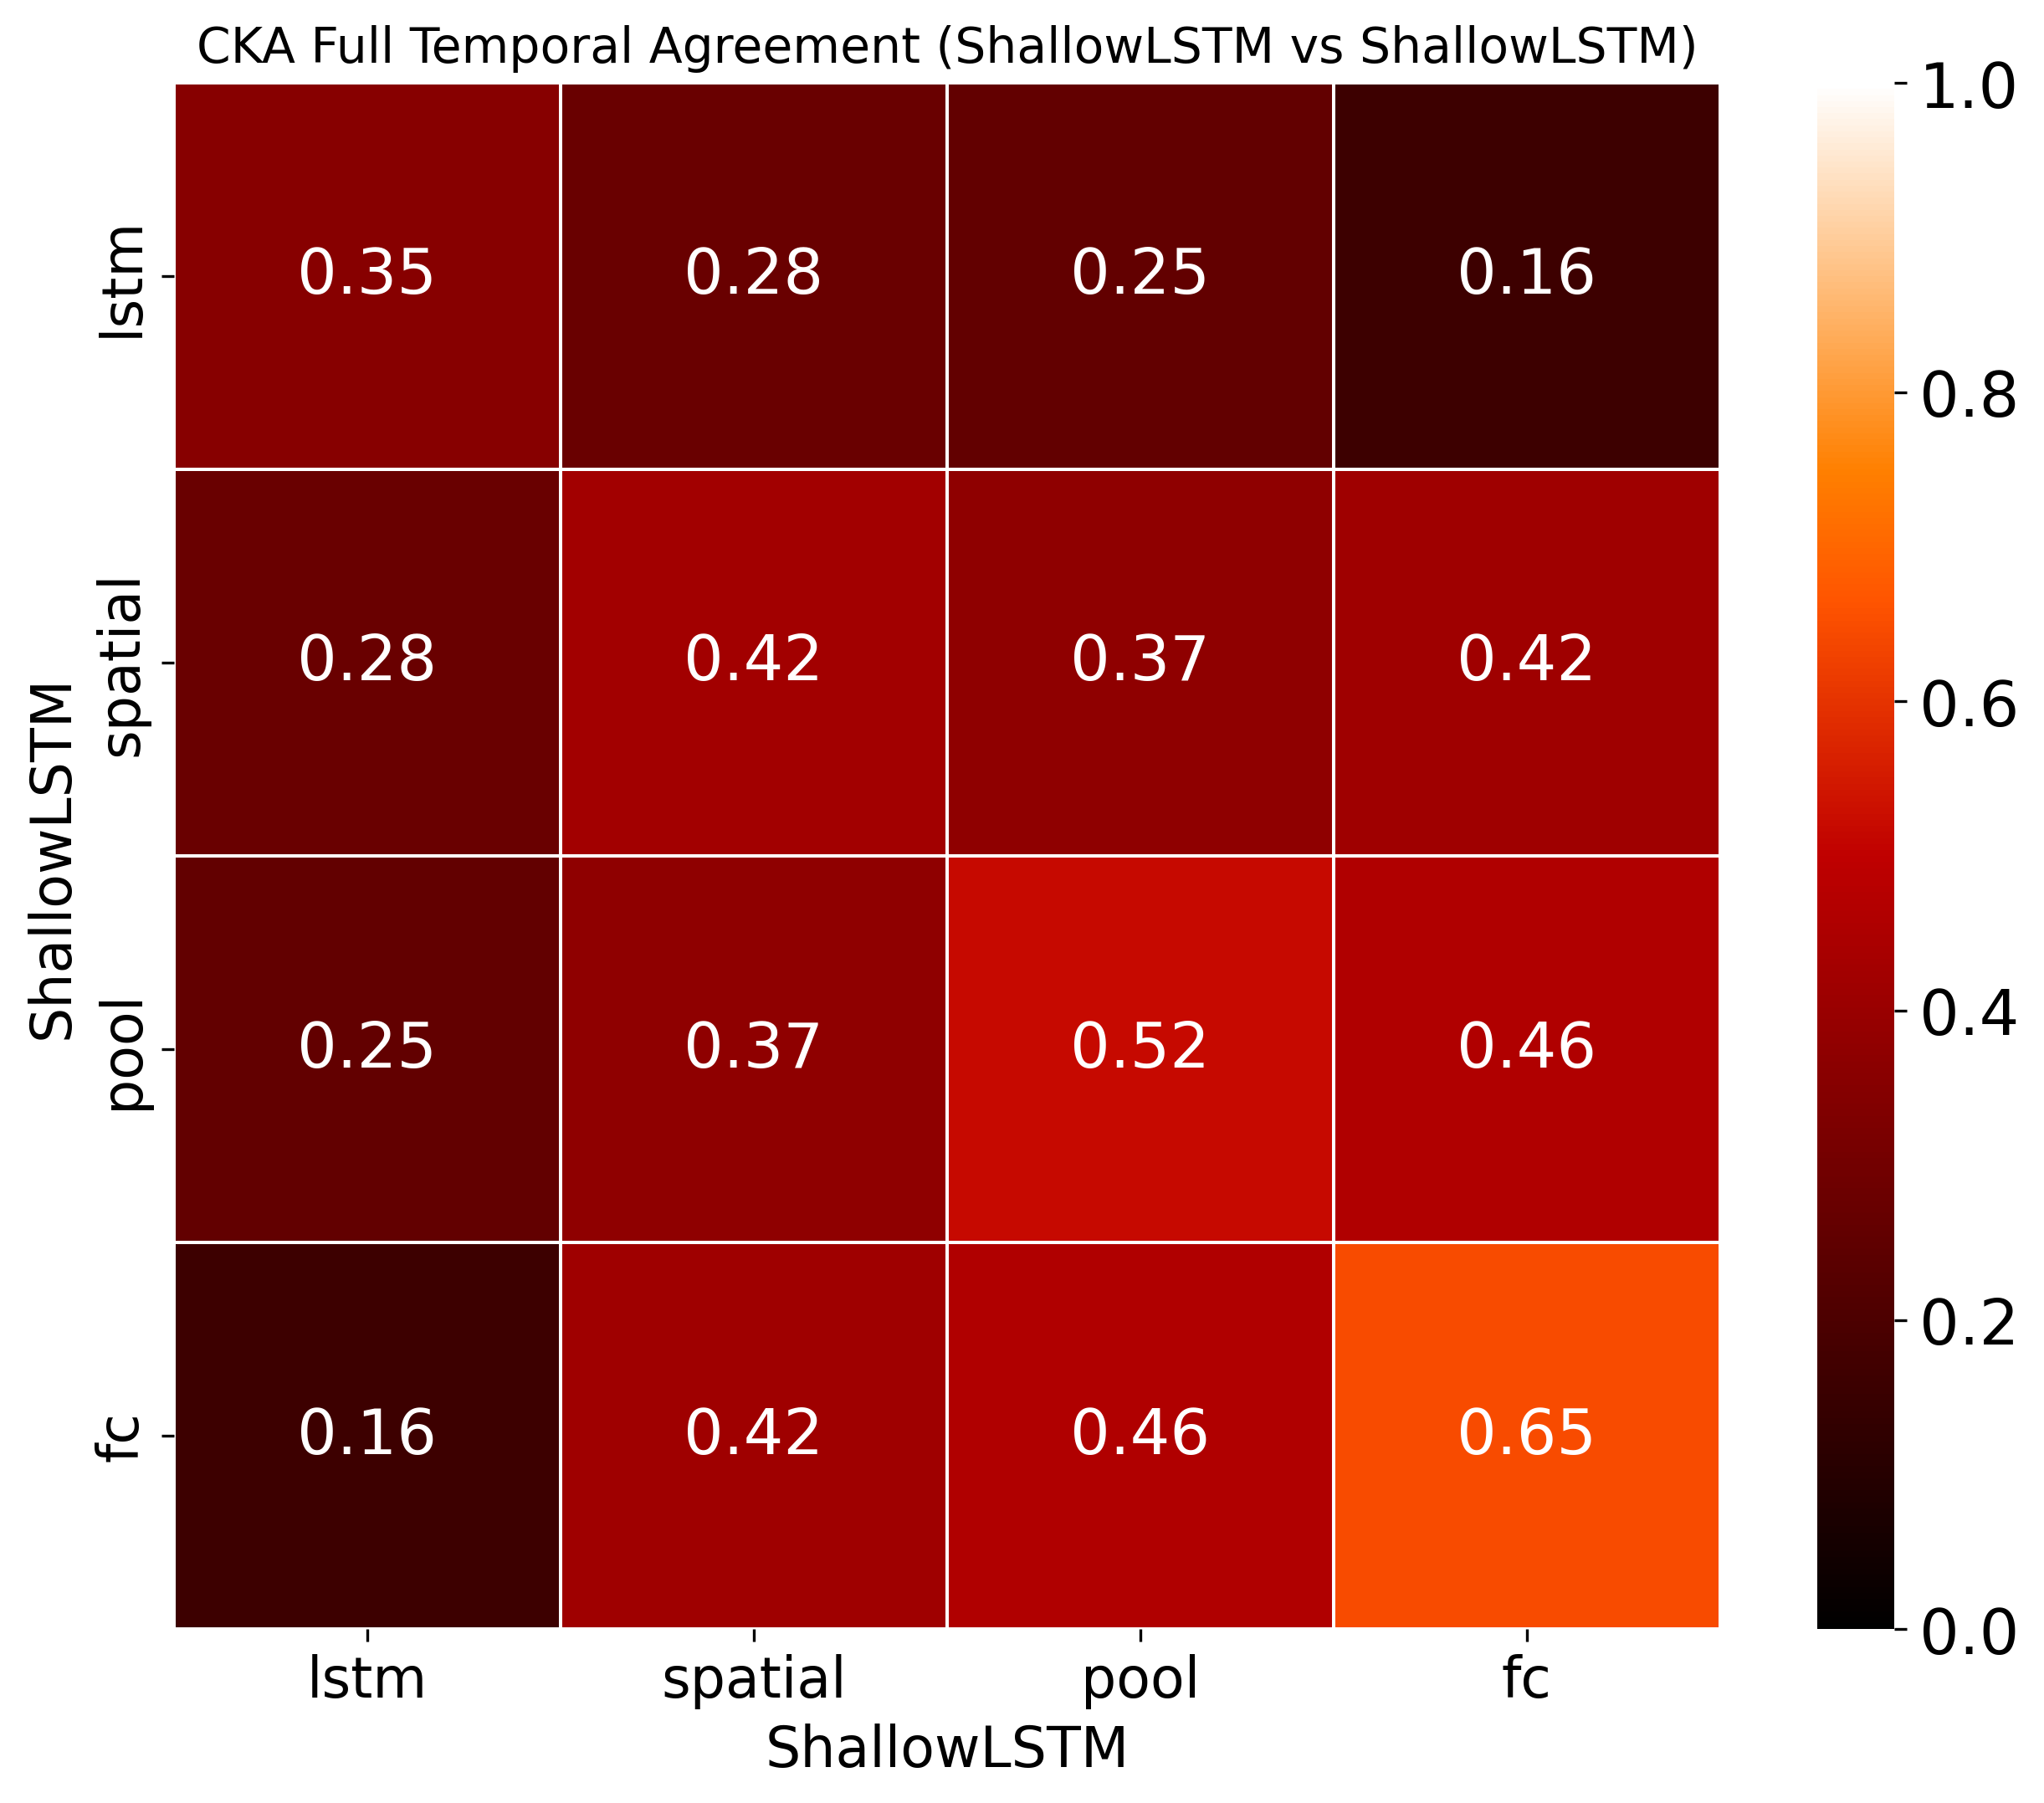 CKA Full Temporal Agreement (ShallowLSTM vs ShallowLSTM)
ShallowLSTM
lstm
0.35 0.28 0.25 0.16
spatial
0.28 0.42 0.37 0.42
pool
0.25 0.37 0.52 0.46
fc
0.16 0.42 0.46 0.65
lstm spatial pool fc
ShallowLSTM
1.0
0.8
0.6
0.4
0.2
0.0